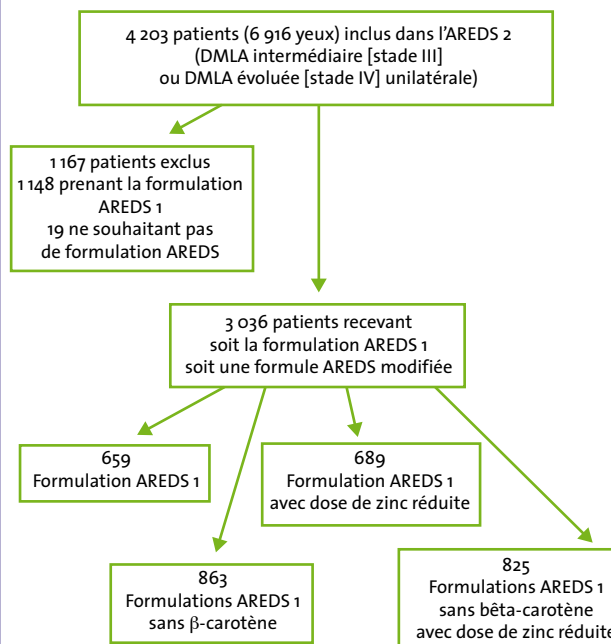 4 203 patients (6 916 yeux) inclus dans l'AREDS 2
(DMLA intermédiaire [stade III]
ou DMLA évoluée [stade IV] unilatérale)
1 167 patients exclus
1 148 prenant la formulation
AREDS 1
19 ne souhaitant pas
de formulation AREDS
3 036 patients recevant
soit la formulation AREDS 1
soit une formule AREDS modifiée
659
Formulation AREDS 1
689
Formulation AREDS 1
avec dose de zinc réduite
863
Formulations AREDS 1
sans β-carotène
825
Formulations AREDS 1
sans bêta-carotène
avec dose de zinc réduite